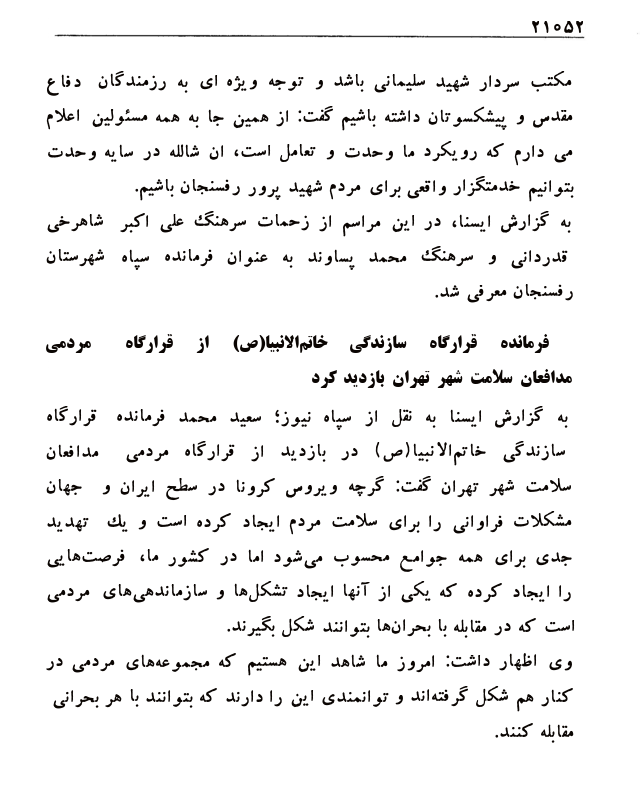 ۲۱۰۵۲
مکتب سردار شهید سلیمانی باشد و توجه ویژه ای به رزمندگان دفاع
مقدس و پیشکسوتان داشته باشیم گفت: از همین جا به همه مسئولین اعلام
می دارم که رویکرد ما وحدت و تعامل است، ان شالله در سایه وحدت
بتوانیم خدمتگزار واقعی برای مردم شهید پرور رفسنجان باشیم.
به گزارش ایسنا، در این مراسم از زحمات سرهنگ علی اکبر شاهرخی
قدردانی و سرهنگ محمد پساوند به عنوان فرمانده سپاه شهرستان
رفسنجان معرفی شد.
فرمانده قرارگاه سازندگی خاتم‌الانبیا(ص) از قرارگاه مردمی
مدافعان سلامت شهر تهران بازدید کرد
به گزارش ایسنا به نقل از سپاه نیوز؛ سعید محمد فرمانده قرارگاه
سازندگی خاتم‌الانبیا(ص) در بازدید از قرارگاه مردمی مدافعان
سلامت شهر تهران گفت: گرچه ویروس کرونا در سطح ایران و جهان
مشکلات فراوانی را برای سلامت مردم ایجاد کرده است و یك تهدید
جدی برای همه جوامع محسوب می‌شود اما در کشور ما، فرصت‌هایی
را ایجاد کرده که یکی از آنها ایجاد تشکل‌ها و سازماندهی‌های مردمی
است که در مقابله با بحران‌ها بتوانند شکل بگیرند.
وی اظهار داشت: امروز ما شاهد این هستیم که مجموعه‌های مردمی در
کنار هم شکل گرفته‌اند و توانمندی این را دارند که بتوانند با هر بحرانی
مقابله کنند.